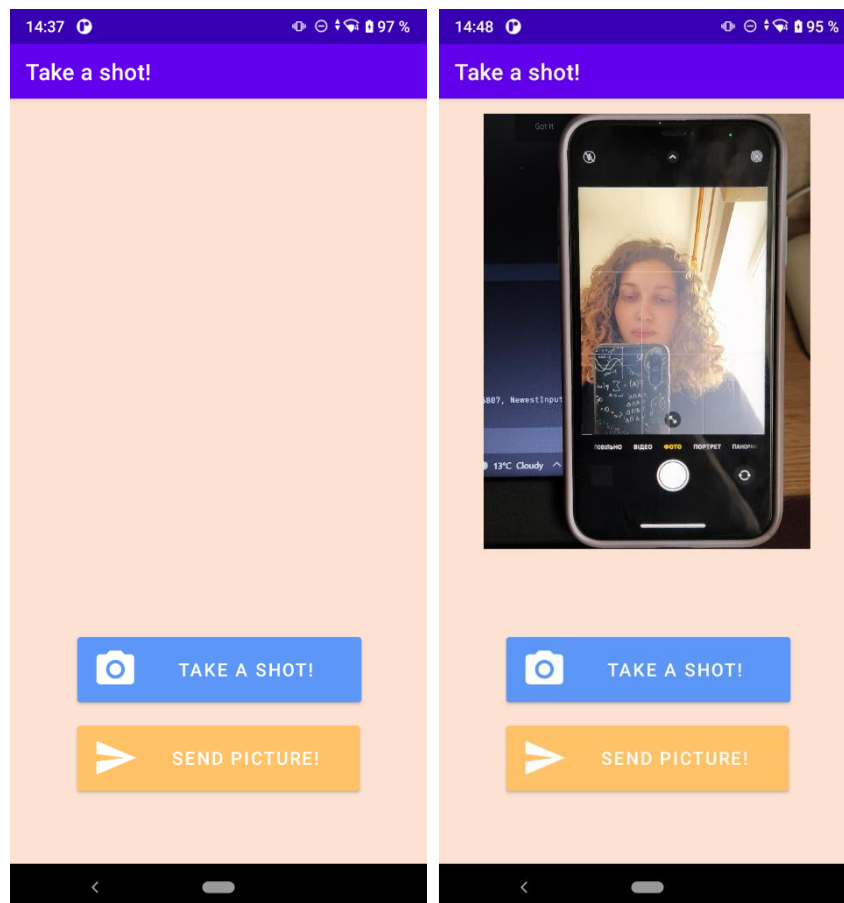 14:37
97 %
Take a shot!
TAKE A SHOT!
SEND PICTURE!
14:48
95 %
Take a shot!
Got It
6887, NewestInput
13°C Cloudy
ВІДЕО ФОТО ПОРТРЕТ
TAKE A SHOT!
SEND PICTURE!